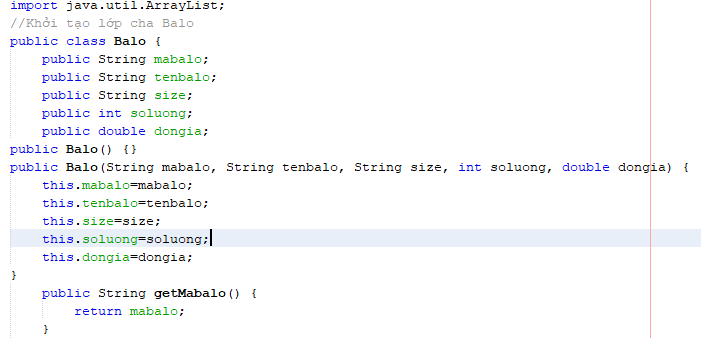 import java.util.ArrayList;
//Khởi tạo lớp cha Balo
public class Balo {
    public String mabalo;
    public String tenbalo;
    public String size;
    public int soluong;
    public double dongia;
public Balo() {}
public Balo(String mabalo, String tenbalo, String size, int soluong, double dongia) {
    this.mabalo=mabalo;
    this.tenbalo=tenbalo;
    this.size=size;
    this.soluong=soluong;
    this.dongia=dongia;
}
    public String getMabalo() {
        return mabalo;
    }